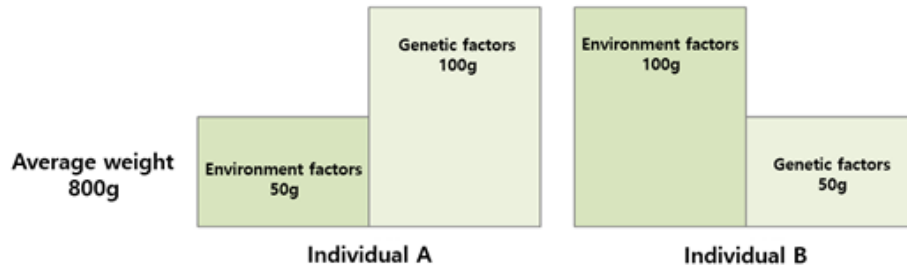 Average weight
800g
Environment factors
50g
Genetic factors
100g
Individual A
Environment factors
100g
Genetic factors
50g
Individual B